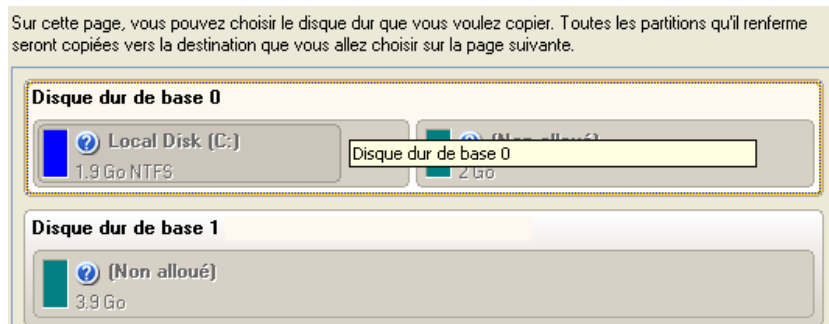 Sur cette page, vous pouvez choisir le disque dur que vous voulez copier. Toutes les partitions qu'il renferme
seront copiées vers la destination que vous allez choisir sur la page suivante.
Disque dur de base 0
Local Disk (C:)
1,9 Go NTFS
(Non alloué)
2 Go
Disque dur de base 0
Disque dur de base 1
(Non alloué)
3,9 Go